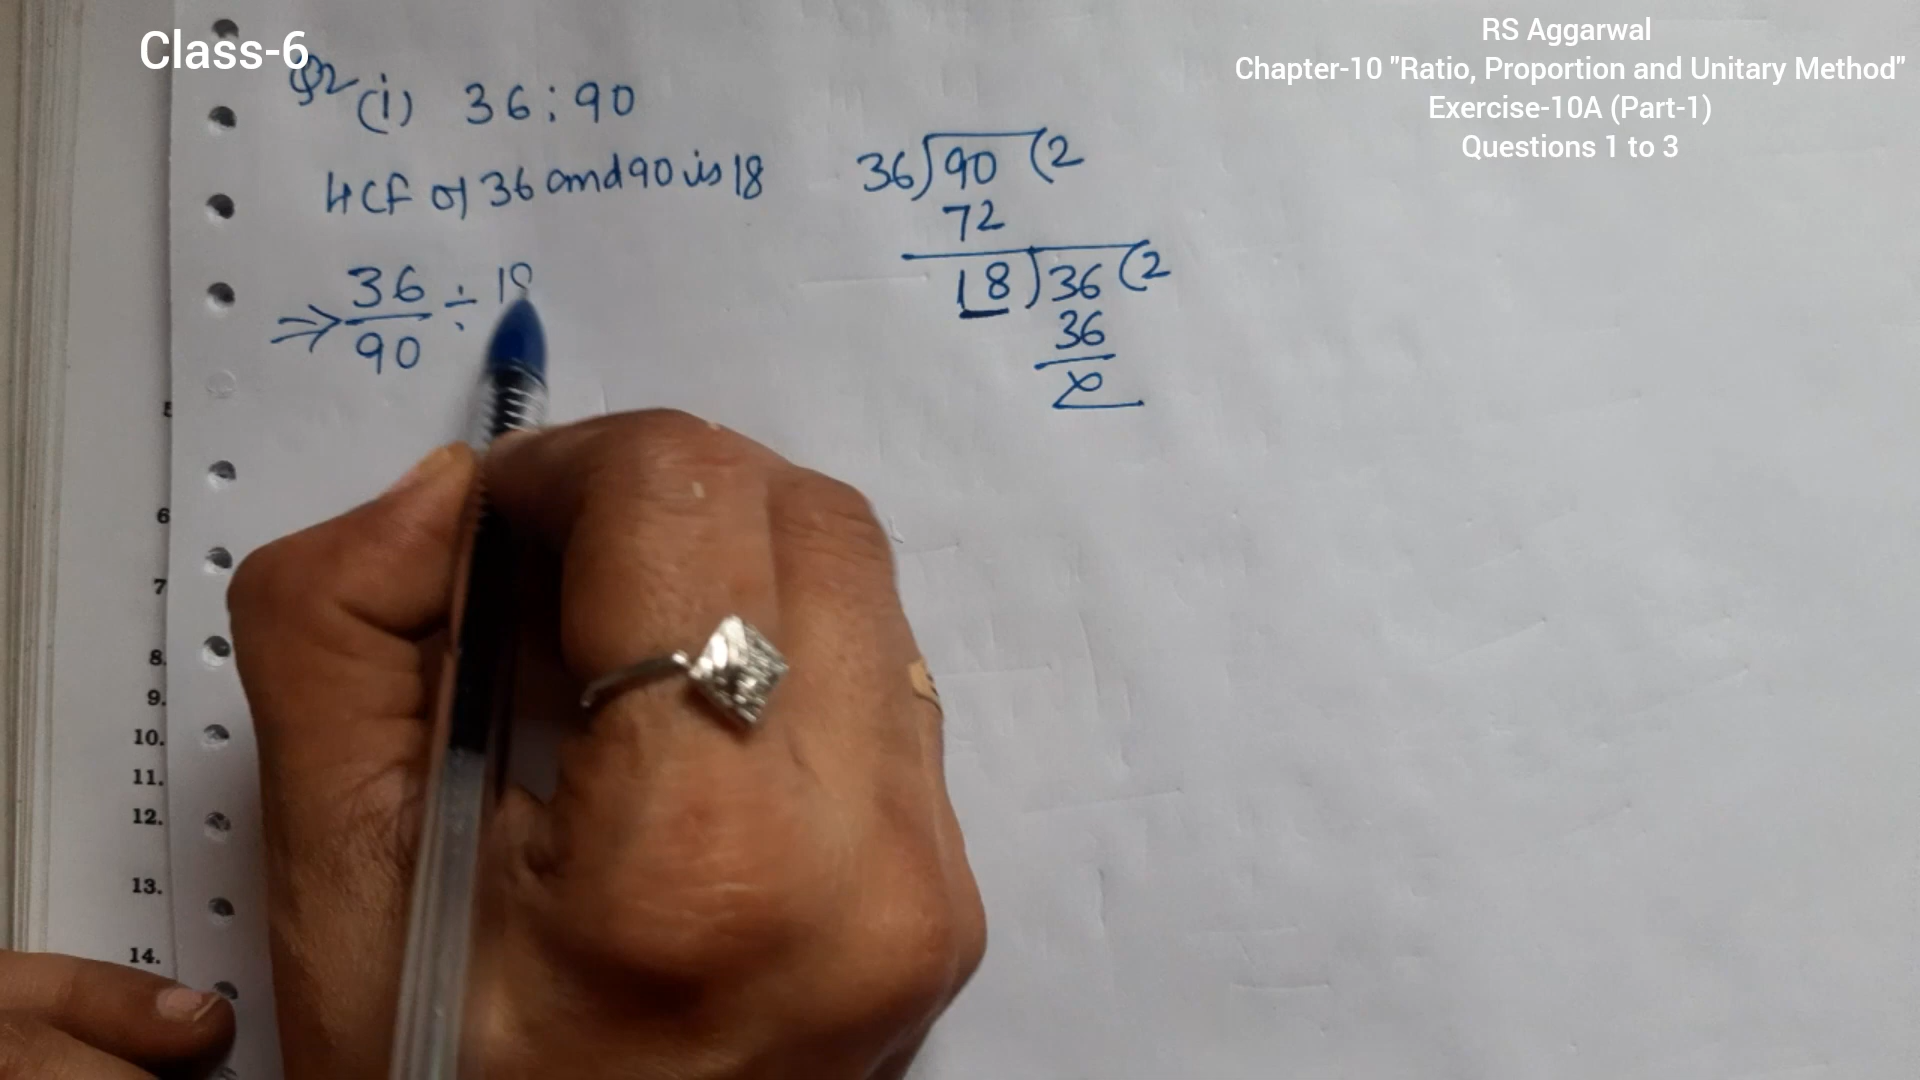 Class-6
RS Aggarwal
Chapter-10 "Ratio, Proportion and Unitary Method"
Exercise-10A (Part-1)
Questions 1 to 3
Q2 (i) 36:90
HCF of 36 and 90 is 18
⇒ 36/90 ÷ 18
36)90(2
72
18)36(2
36
6
7
8.
9.
10.
11.
12.
13.
14.